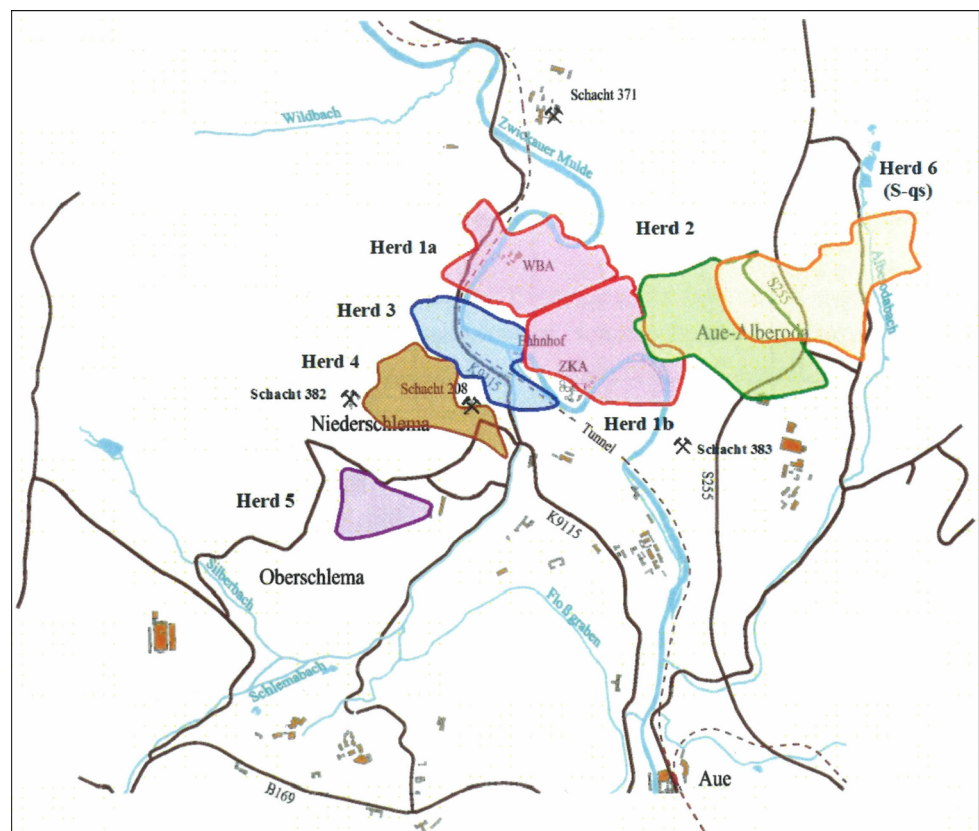 Schacht 371
Wildbach
Zwickauer Mulde
Herd 6
(S-qs)
Herd 2
Herd 1a
WBA
Alberodabach
S255
Herd 3
Bahnhof
Aue-Alberoda
Herd 4
ZKA
K9115
Schacht 382
Schacht 208
Niederschlema
Herd 1b
Tunnel
Schacht 383
S255
Herd 5
K9115
Oberschlema
Silberbach
Floßgraben
Schlemabach
Aue
B169